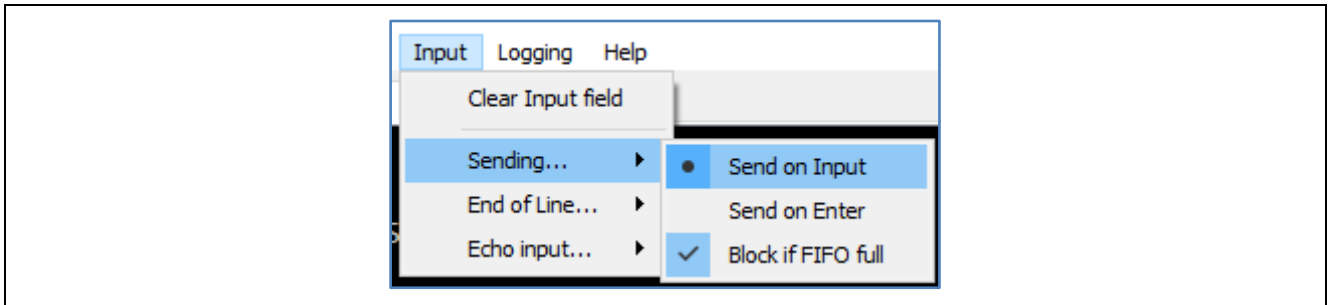 Input Logging Help
Clear Input field
Sending...
Send on Input
End of Line...
Send on Enter
Echo input...
Block if FIFO full